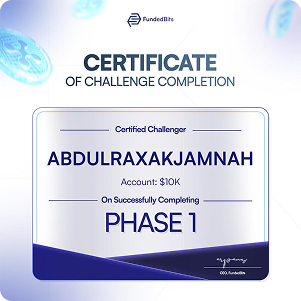 FundedBits
CERTIFICATE
OF CHALLENGE COMPLETION
Certified Challenger
ABDULRAXAKJAMNAH
Account: $10K
On Successfully Completing
PHASE 1
CEO, FundedBits